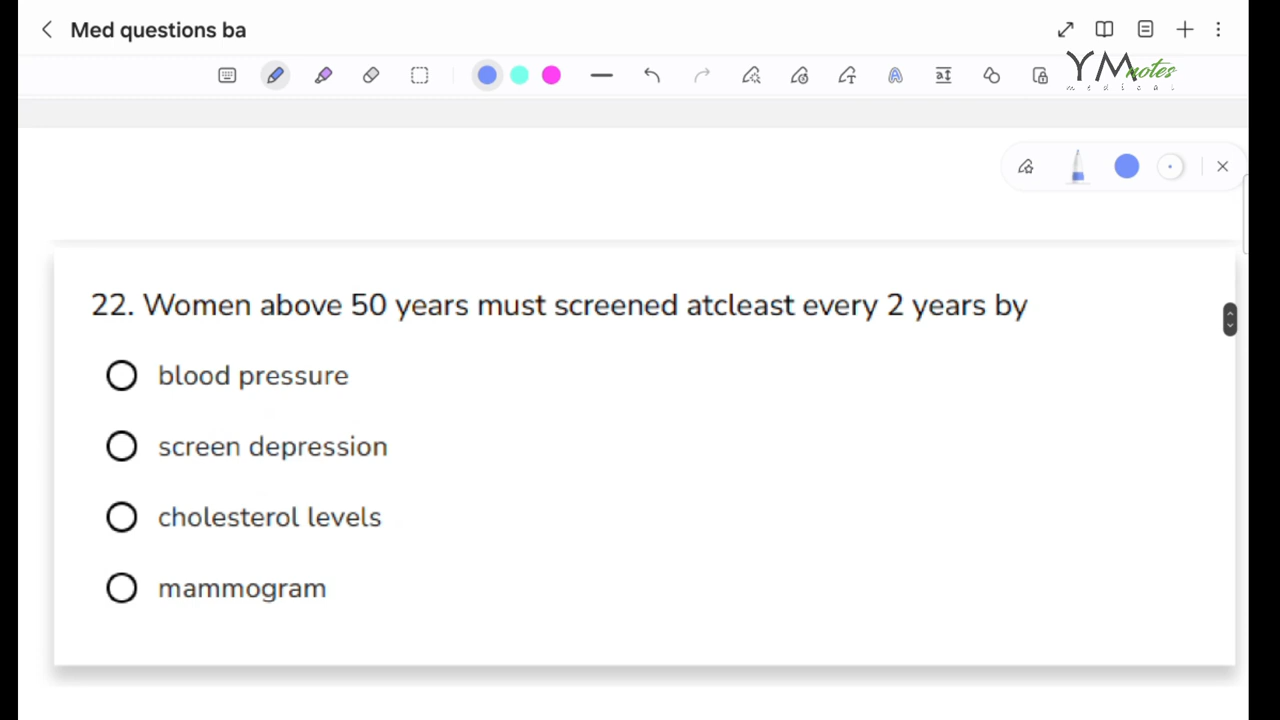 Med questions ba
YM notes
medical
22. Women above 50 years must screened atcleast every 2 years by
blood pressure
screen depression
cholesterol levels
mammogram